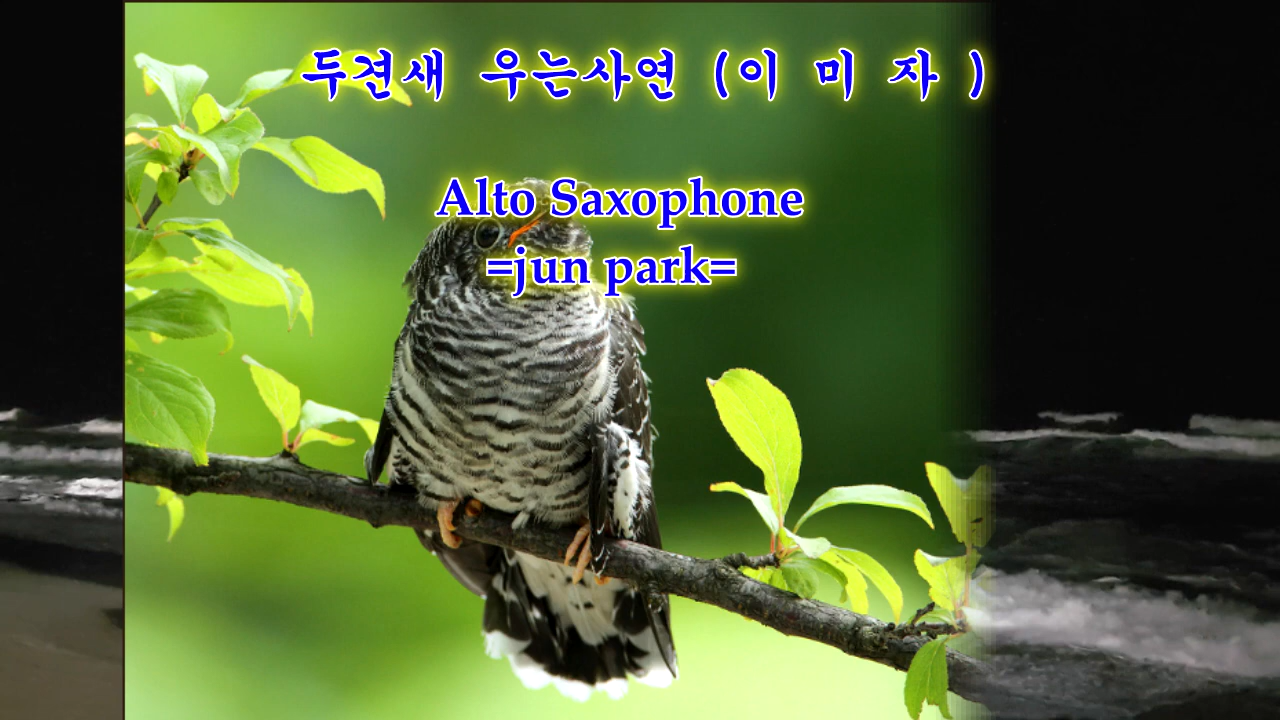 두견새 우는사연 (이 미 자 )
Alto Saxophone
=jun park=